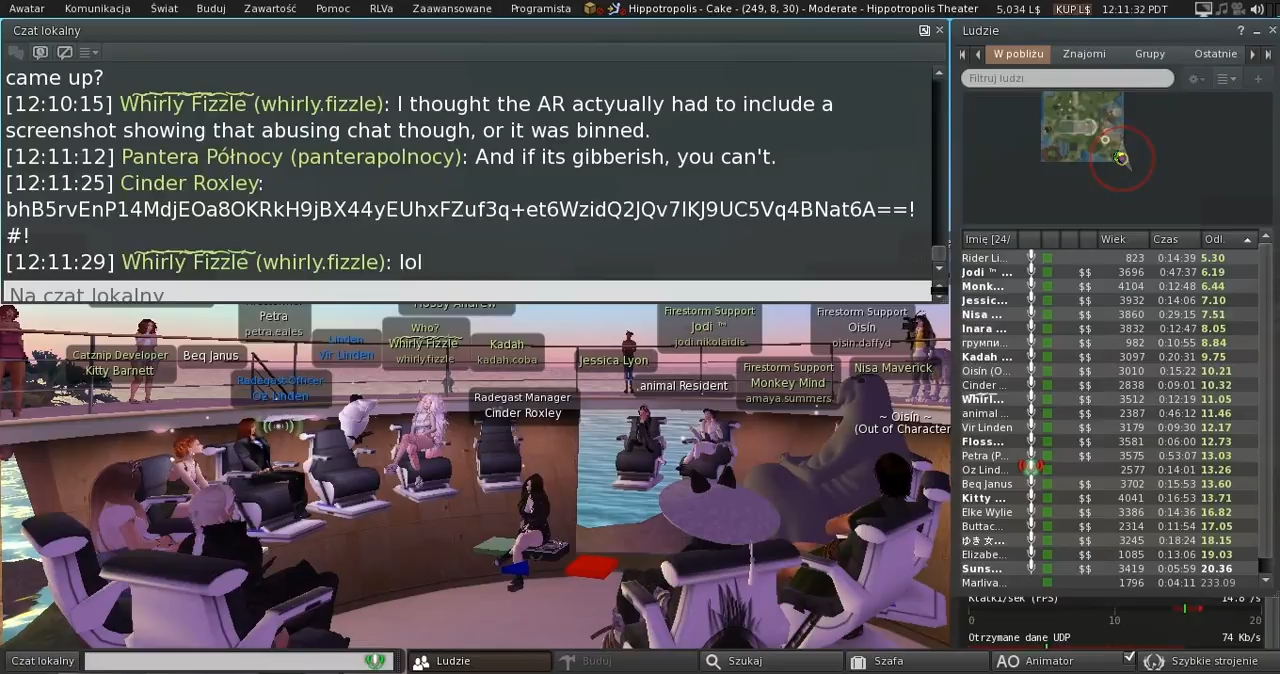 Awatar Komunikacja Świat Buduj Zawartość Pomoc RLVa Zaawansowane Programista Hippotropolis - Cake - (249, 8, 30) - Moderate - Hippotropolis Theater 5,034 L$ KUP L$ 12:11:32 PDT
Czat lokalny
came up?
[12:10:15] Whirly Fizzle (whirly.fizzle): I thought the AR actyually had to include a
screenshot showing that abusing chat though, or it was binned.
[12:11:12] Pantera Północy (panterapolnocy): And if its gibberish, you can't.
[12:11:25] Cinder Roxley:
bhB5rvEnP14MdjEOa8OKRkH9jBX44yEUhxFZuf3q+et6WzidQ2JQv7IKJ9UC5Vq4BNat6A==!
#!
[12:11:29] Whirly Fizzle (whirly.fizzle): lol
Na czat lokalny
Petra
petra.eales
Catznip Developer
Kitty Barnett
Beq Janus
Linden
Vir Linden
Radegast Officer
Oz Linden
Who?
Whirly Fizzle
whirly.fizzle
Kadah
kadah.coba
Radegast Manager
Cinder Roxley
Jessica Lyon
Firestorm Support
Jodi ™
jodi.nikolaidis
.animal Resident
Firestorm Support
Monkey Mind
amaya.summers
Firestorm Support
Oisín
oisin.daffyd
Nisa Maverick
~ Oisín ~
(Out of Character
Ludzie
W pobliżu Znajomi Grupy Ostatnie
Filtruj ludzi
Imię [24/ Wiek Czas Odl.
Rider Li... 823 0:14:39 5.30
Jodi ™ ... $$ 3696 0:47:37 6.19
Monk... $$ 4104 0:12:48 6.44
Jessic... $$ 3932 0:14:06 7.10
Nisa ... $$ 3860 0:29:15 7.51
Inara ... $$ 3832 0:12:47 8.05
групми... $$ 982 0:10:55 8.84
Kadah ... $$ 3097 0:20:31 9.75
Oisín (O... $$ 3010 0:15:22 10.21
Cinder ... $$ 2838 0:09:01 10.32
Whirl... $$ 3512 0:12:19 11.05
animal ... $$ 2387 0:46:12 11.46
Vir Linden 3179 0:09:30 12.17
Floss... $$ 3581 0:06:00 12.73
Petra (P... $$ 3575 0:53:07 13.03
Oz Lind... 2577 0:14:01 13.26
Beq Janus $$ 3702 0:15:53 13.60
Kitty ... $$ 4041 0:16:53 13.71
Elke Wylie $$ 3386 0:14:36 16.82
Buttac... $$ 2314 0:11:54 17.05
ゆき 女... $$ 3245 0:18:24 18.15
Elizabe... $$ 1085 0:13:06 19.03
Suns... $$ 3419 0:05:59 20.36
Marliva... 1796 0:04:11 233.09
Klatki/sek (FPS) 14.8 /s
0 10 20
Otrzymane dane UDP 74 Kb/s
Czat lokalny Ludzie Buduj Szukaj Szafa AO Animator Szybkie strojenie